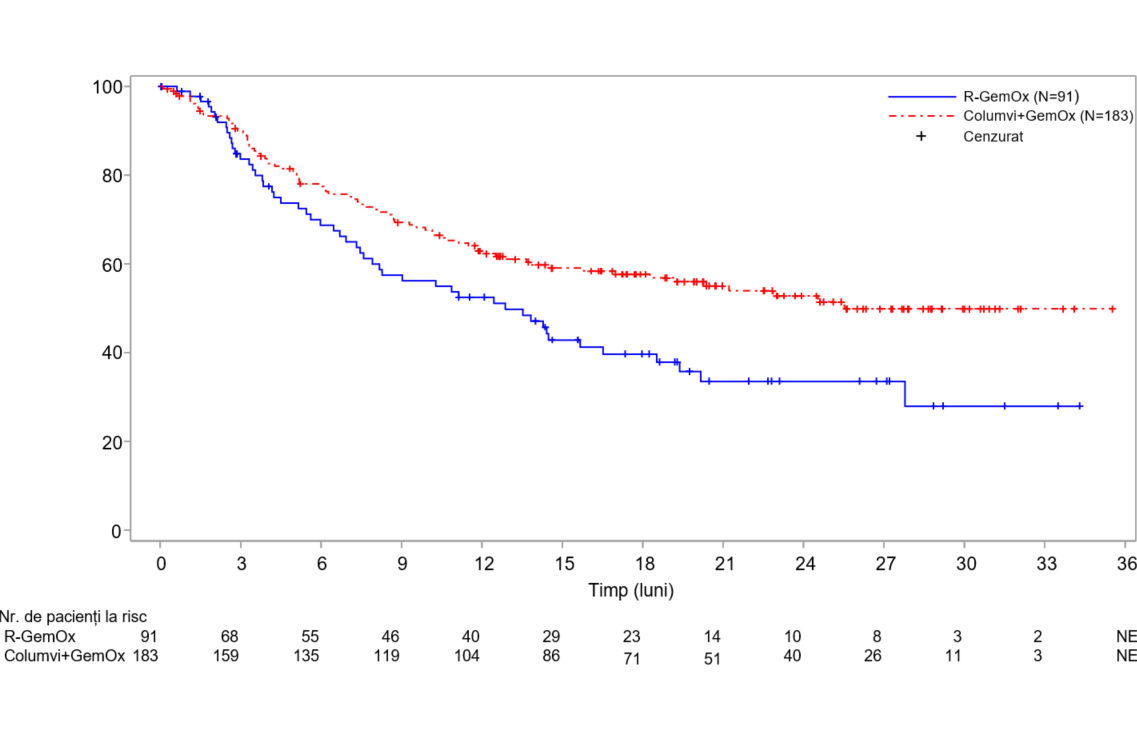 100
80
60
40
20
0
R-GemOx (N=91)
Columvi+GemOx (N=183)
Cenzurat
0 3 6 9 12 15 18 21 24 27 30 33 36
Timp (luni)
Nr. de pacienți la risc
R-GemOx 91 68 55 46 40 29 23 14 10 8 3 2 NE
Columvi+GemOx 183 159 135 119 104 86 71 51 40 26 11 3 NE